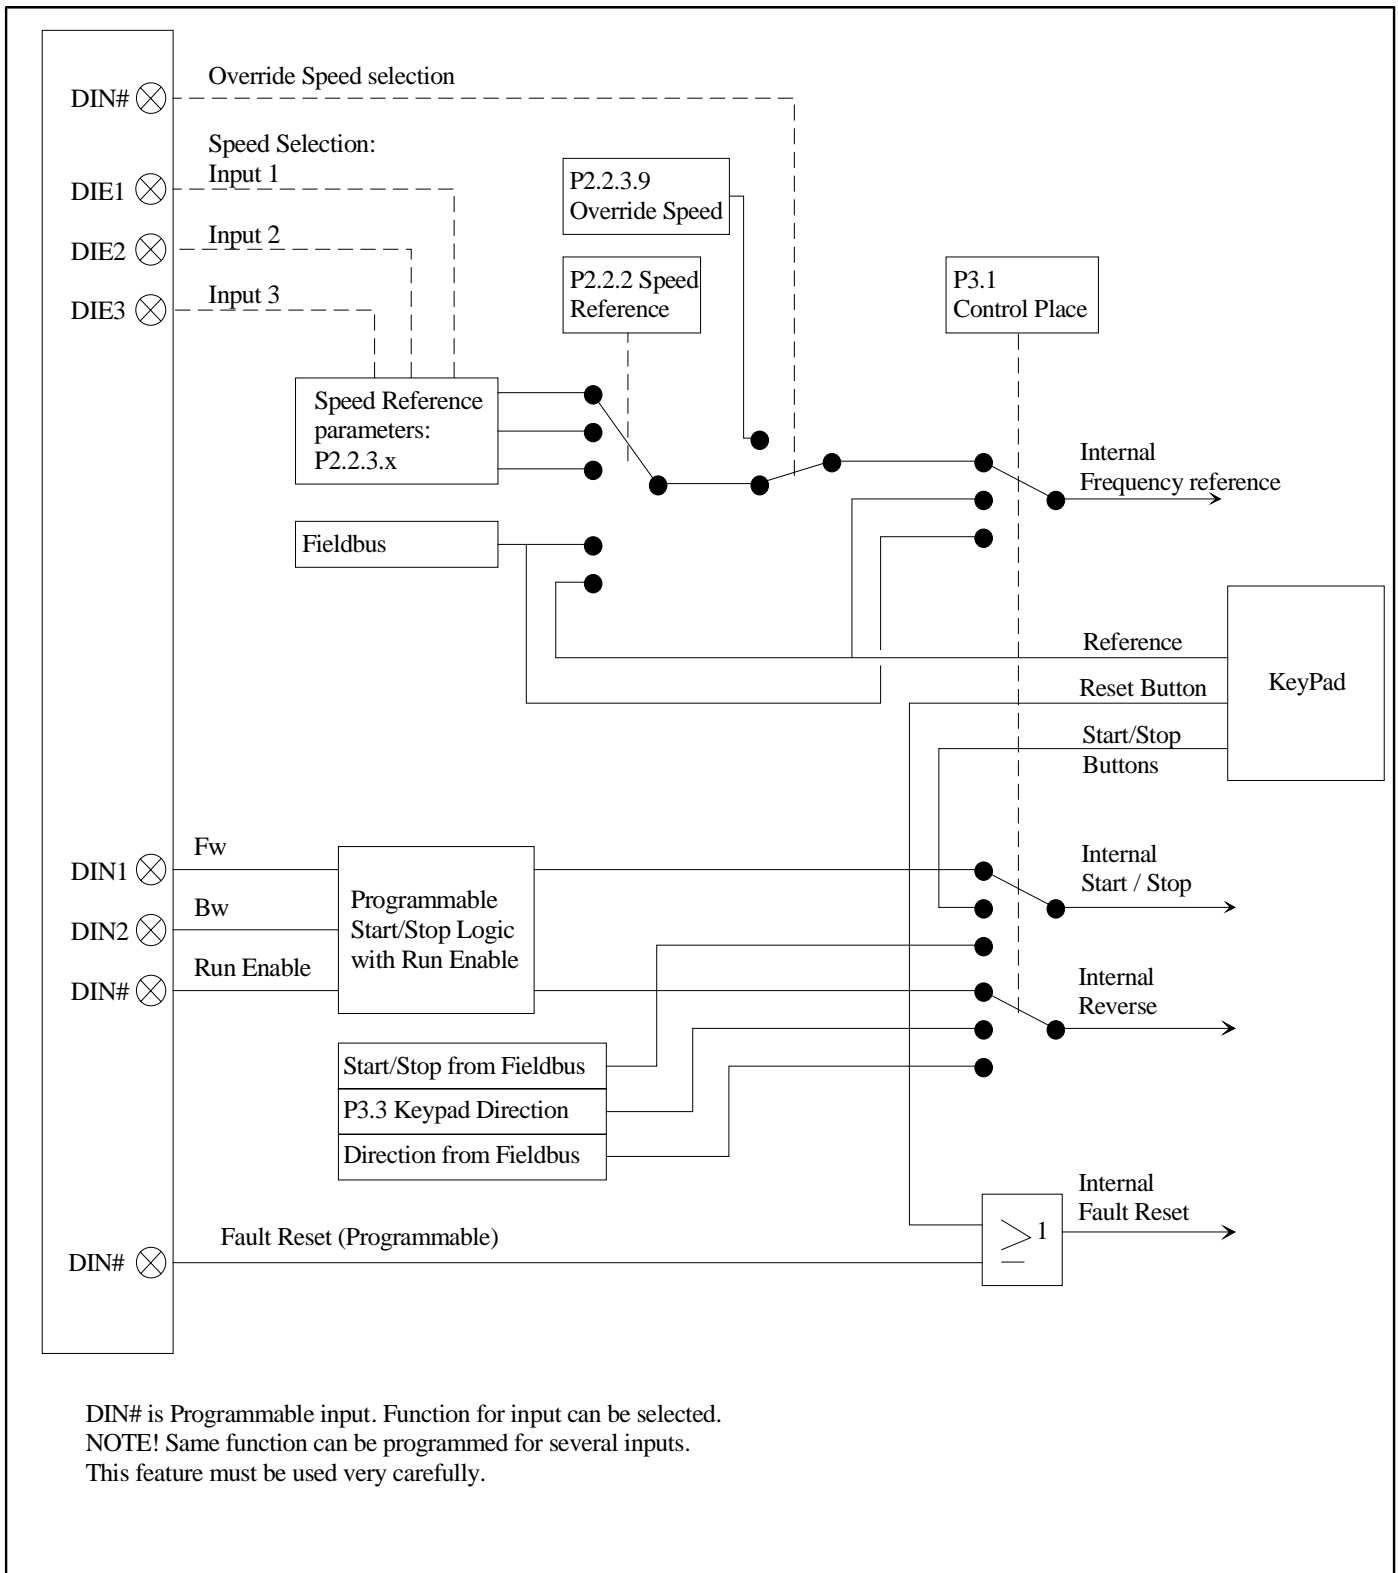 Override Speed selection
DIN#
Speed Selection:
Input 1
DIE1
Input 2
DIE2
Input 3
DIE3
P2.2.3.9
Override Speed
P2.2.2 Speed
Reference
P3.1
Control Place
Speed Reference
parameters:
P2.2.3.x
Internal
Frequency reference
Fieldbus
Reference
Reset Button
Start/Stop
Buttons
KeyPad
Fw
DIN1
Bw
DIN2
Run Enable
DIN#
Programmable
Start/Stop Logic
with Run Enable
Internal
Start / Stop
Internal
Reverse
Start/Stop from Fieldbus
P3.3 Keypad Direction
Direction from Fieldbus
Internal
Fault Reset
≥1
Fault Reset (Programmable)
DIN#
DIN# is Programmable input. Function for input can be selected.
NOTE! Same function can be programmed for several inputs.
This feature must be used very carefully.